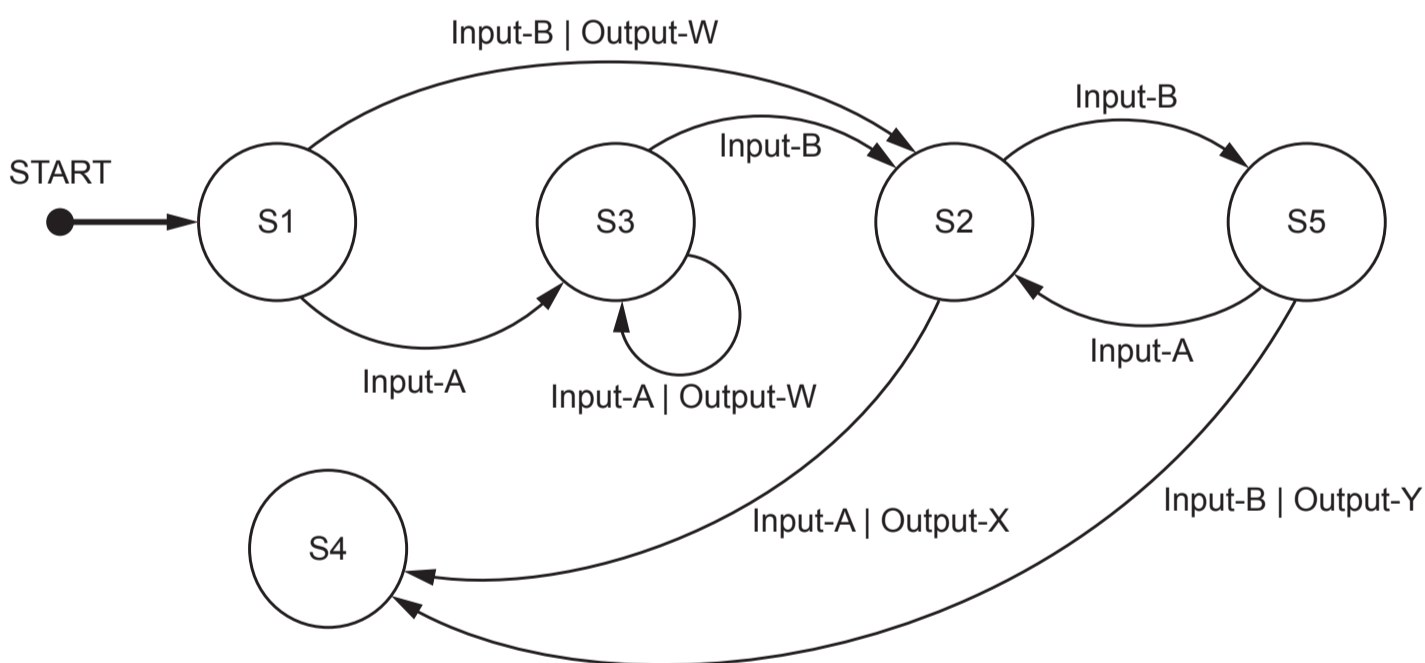 Input-B | Output-W
Input-B
Input-B
START
S1
S3
S2
S5
Input-A
Input-A
Input-A | Output-W
Input-B | Output-Y
Input-A | Output-X
S4